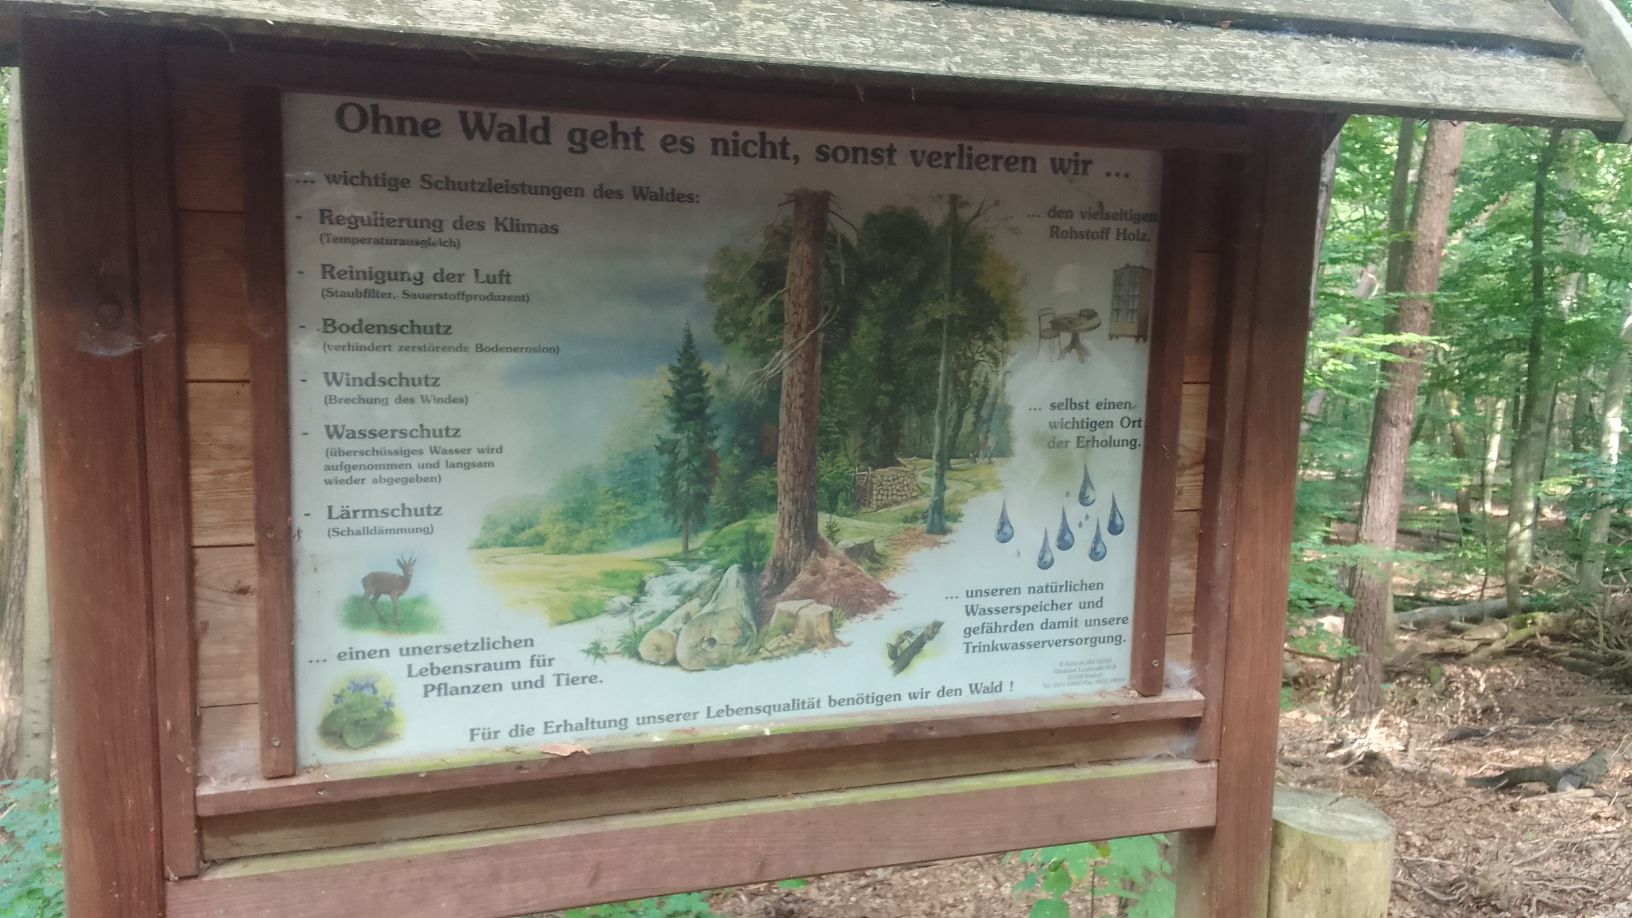 Ohne Wald geht es nicht, sonst verlieren wir ...
... wichtige Schutzleistungen des Waldes:
- Regulierung des Klimas
(Temperaturausgleich)
- Reinigung der Luft
(Staubfilter, Sauerstoffproduzent)
- Bodenschutz
(verhindert zerstörende Bodenerosion)
- Windschutz
(Brechung des Windes)
- Wasserschutz
(überschüssiges Wasser wird
aufgenommen und langsam
wieder abgegeben)
- Lärmschutz
(Schalldämmung)
... einen unersetzlichen
Lebensraum für
Pflanzen und Tiere.
... den vielseitigen
Rohstoff Holz.
... selbst einen
wichtigen Ort
der Erholung.
... unseren natürlichen
Wasserspeicher und
gefährden damit unsere
Trinkwasserversorgung.
Für die Erhaltung unserer Lebensqualität benötigen wir den Wald !